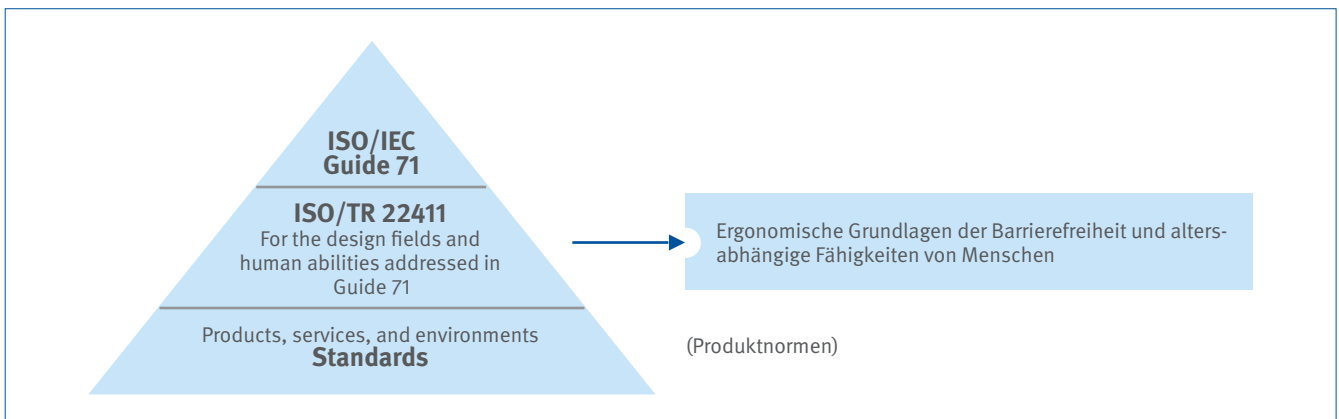 ISO/IEC
Guide 71
ISO/TR 22411
For the design fields and
human abilities addressed in
Guide 71
Ergonomische Grundlagen der Barrierefreiheit und alters-
abhängige Fähigkeiten von Menschen
Products, services, and environments
Standards
(Produktnormen)